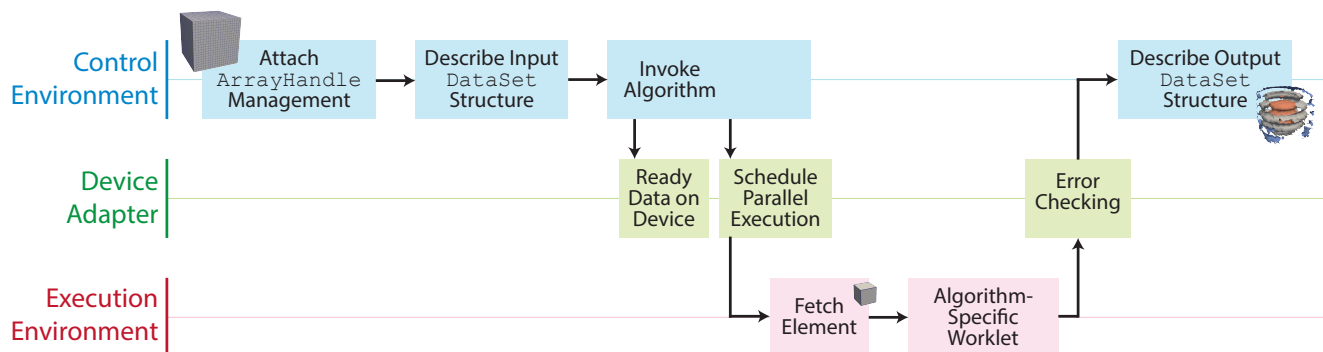 Control
Environment
Attach
ArrayHandle
Management
Describe Input
DataSet
Structure
Invoke
Algorithm
Describe Output
DataSet
Structure
Device
Adapter
Ready
Data on
Device
Schedule
Parallel
Execution
Error
Checking
Execution
Environment
Fetch
Element
Algorithm-
Specific
Worklet